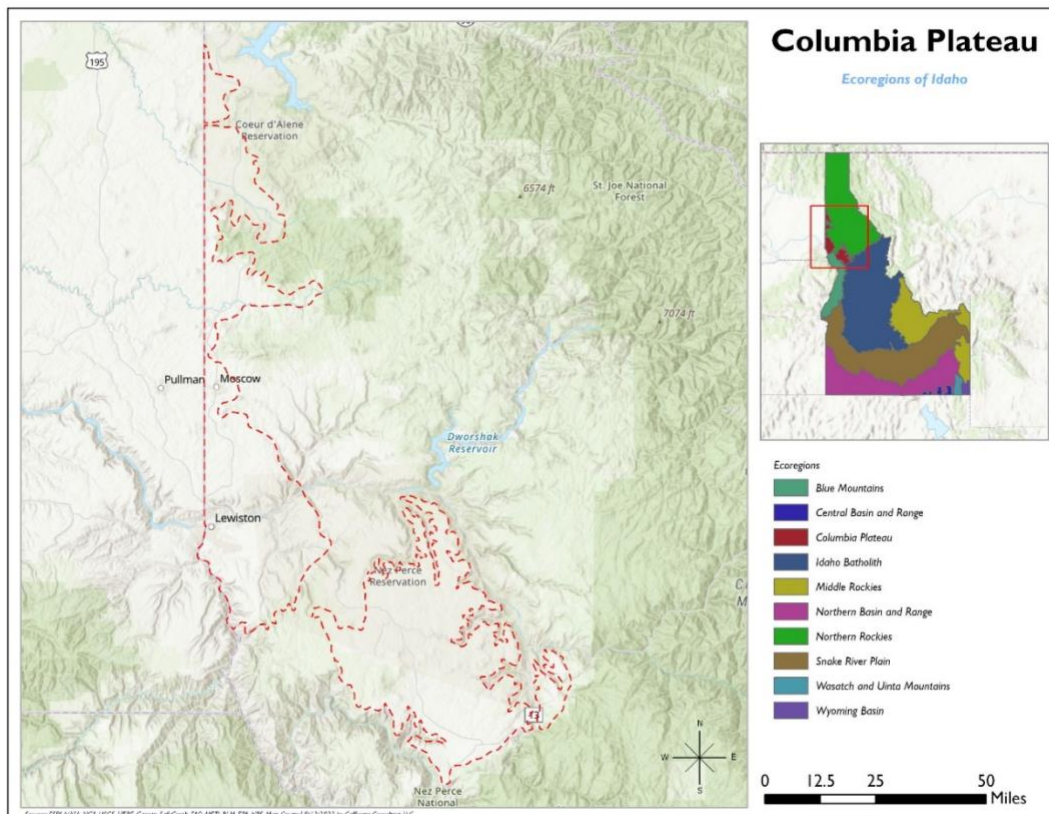 Columbia Plateau
Ecoregions of Idaho
195
Coeur d'Alene
Reservation
6574 ft
St. Joe National
Forest
7074 ft
Pullman
Moscow
Dworshak
Reservoir
Lewiston
Nez Perce
Reservation
Nez Perce
National
N
W
E
S
Ecoregions
Blue Mountains
Central Basin and Range
Columbia Plateau
Idaho Batholith
Middle Rockies
Northern Basin and Range
Northern Rockies
Snake River Plain
Wasatch and Uinta Mountains
Wyoming Basin
0 12.5 25 50
Miles